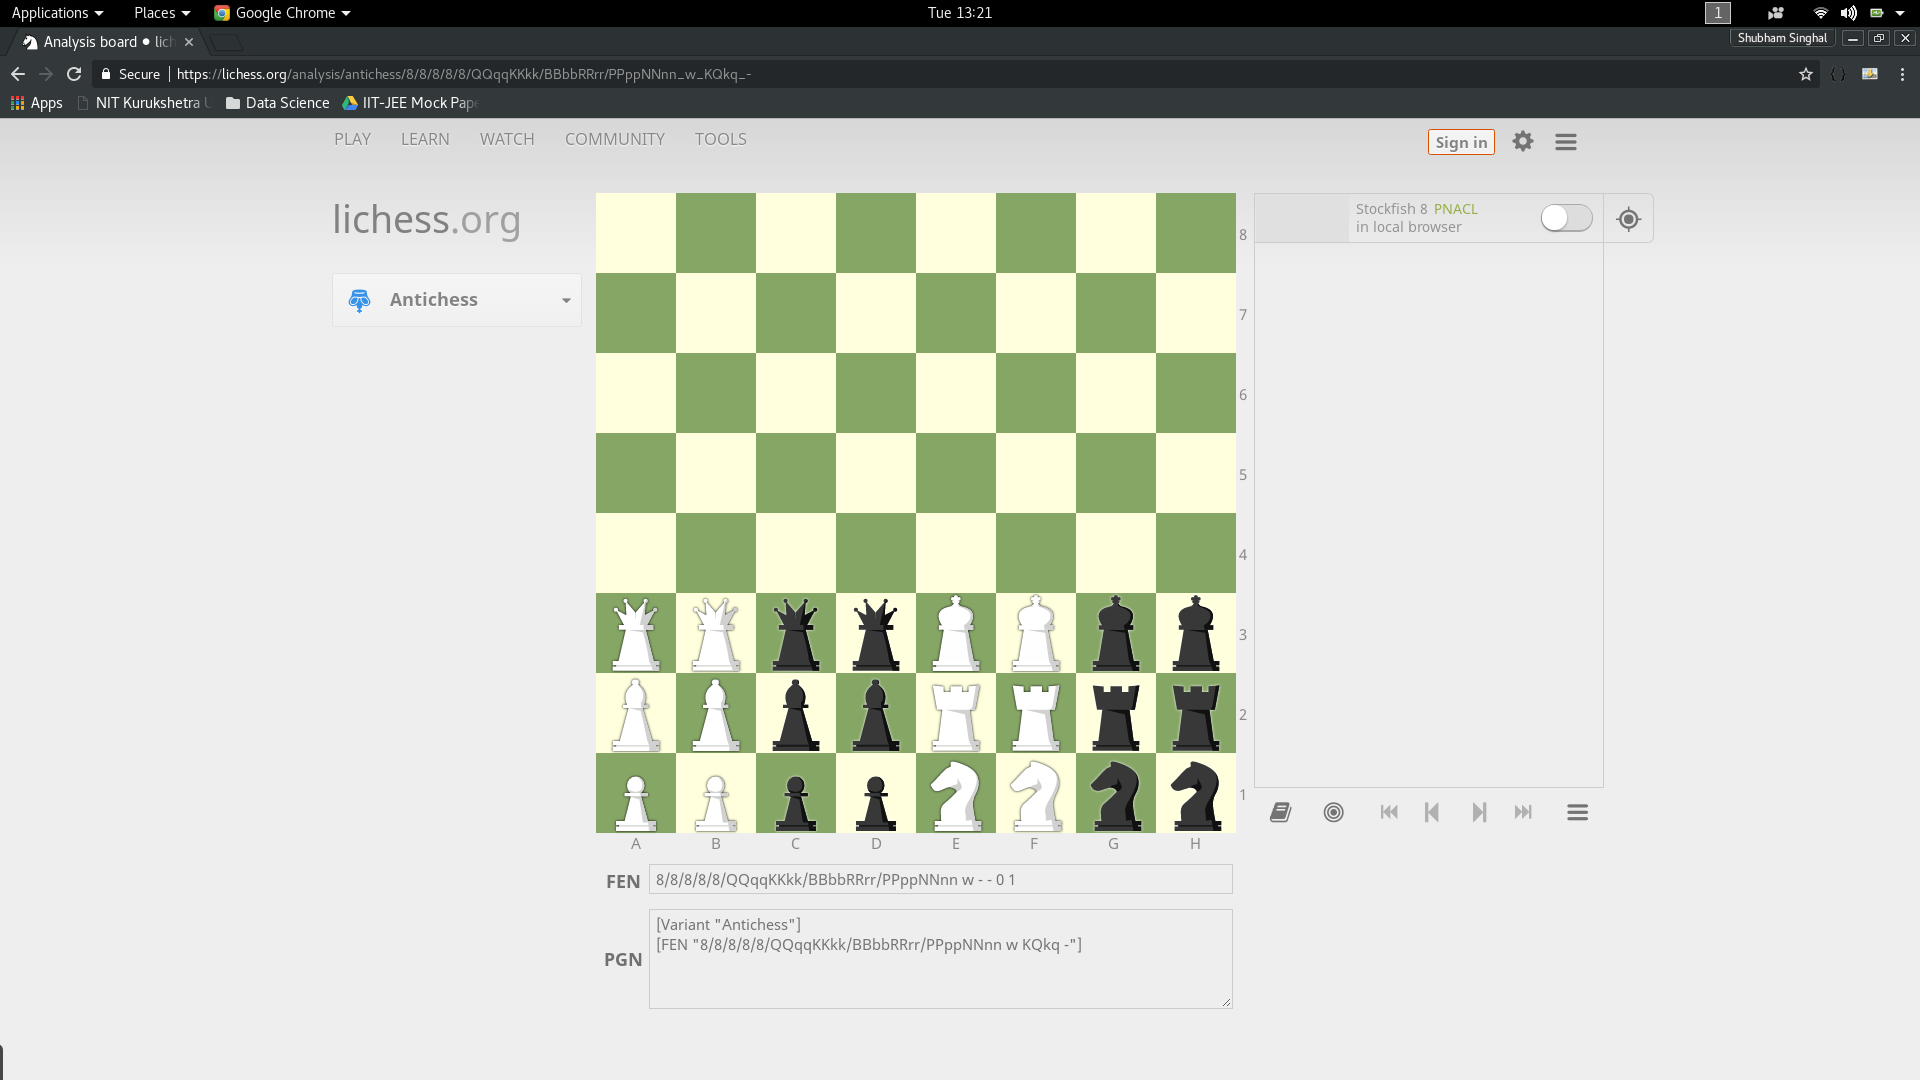 Applications Places Google Chrome Tue 13:21 1
Analysis board • lich Shubham Singhal
Secure https://lichess.org/analysis/antichess/8/8/8/8/8/QQqqKKkk/BBbbRRrr/PPppNNnn_w_KQkq_-
Apps NIT Kurukshetra U Data Science IIT-JEE Mock Pape
PLAY LEARN WATCH COMMUNITY TOOLS Sign in
lichess.org
Antichess
Stockfish 8 PNACL
in local browser
8
7
6
5
4
3
2
1
A B C D E F G H
FEN 8/8/8/8/8/QQqqKKkk/BBbbRRrr/PPppNNnn w - - 0 1
[Variant "Antichess"]
[FEN "8/8/8/8/8/QQqqKKkk/BBbbRRrr/PPppNNnn w KQkq -"]
PGN